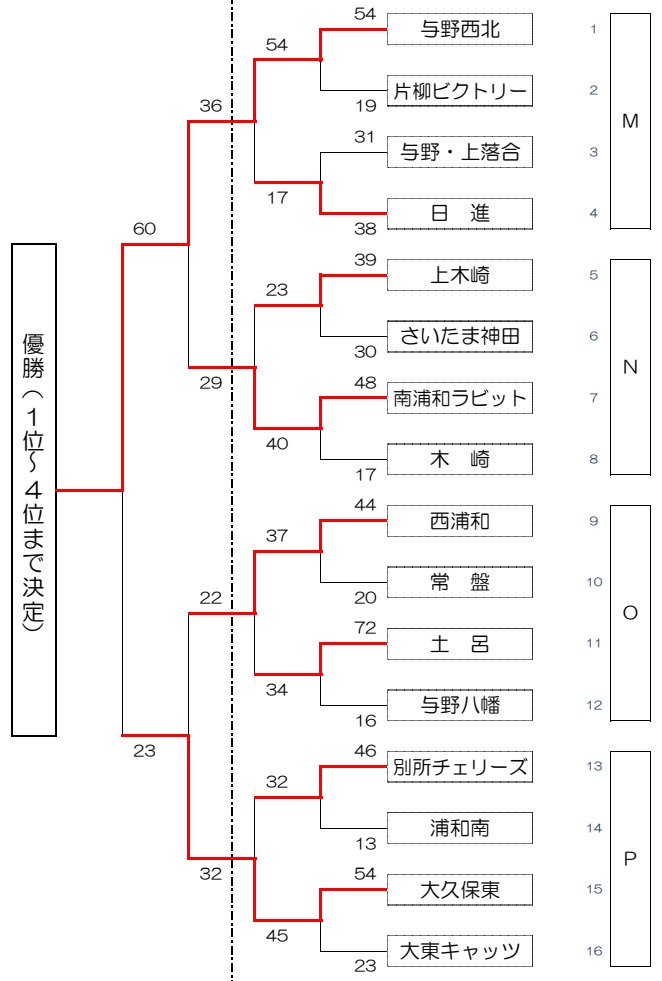 54
与野西北
1
54
片柳ビクトリー
2
19
36
31
与野・上落合
3
M
17
日 進
4
38
60
39
上木崎
5
23
さいたま神田
6
30
N
29
48
南浦和ラビット
7
40
木 崎
8
17
優勝(1位~4位まで決定)
44
西浦和
9
37
常 盤
10
20
22
72
土 呂
11
O
34
与野八幡
12
16
23
46
別所チェリーズ
13
32
浦和南
14
13
32
54
大久保東
15
P
45
大東キャッツ
16
23